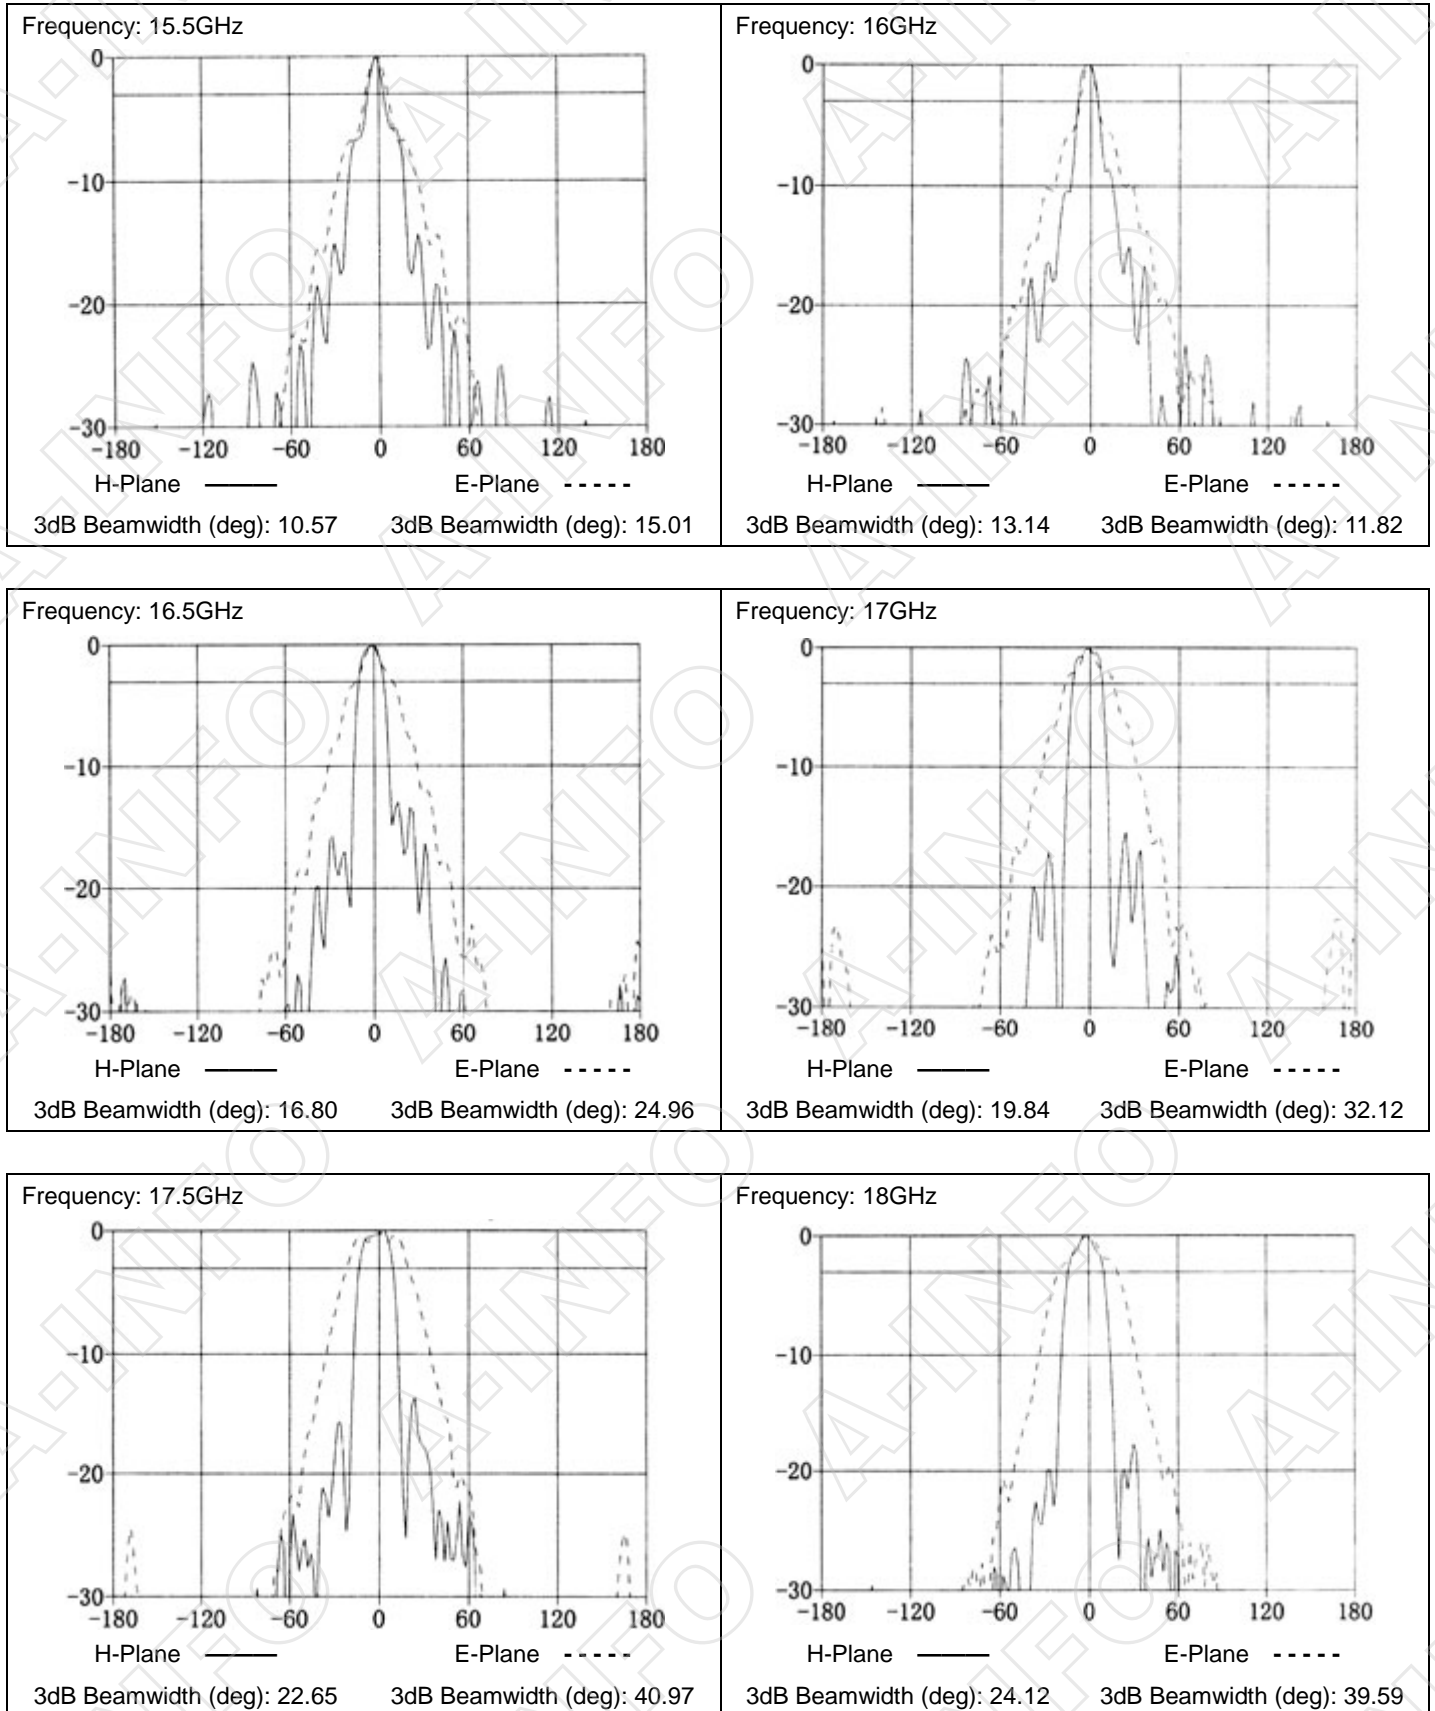 Frequency: 15.5GHz
0
-10
-20
-30
-180 -120 -60 0 60 120 180
H-Plane E-Plane
3dB Beamwidth (deg): 10.57 3dB Beamwidth (deg): 15.01
Frequency: 16GHz
0
-10
-20
-30
-180 -120 -60 0 60 120 180
H-Plane E-Plane
3dB Beamwidth (deg): 13.14 3dB Beamwidth (deg): 11.82
Frequency: 16.5GHz
0
-10
-20
-30
-180 -120 -60 0 60 120 180
H-Plane E-Plane
3dB Beamwidth (deg): 16.80 3dB Beamwidth (deg): 24.96
Frequency: 17GHz
0
-10
-20
-30
-180 -120 -60 0 60 120 180
H-Plane E-Plane
3dB Beamwidth (deg): 19.84 3dB Beamwidth (deg): 32.12
Frequency: 17.5GHz
0
-10
-20
-30
-180 -120 -60 0 60 120 180
H-Plane E-Plane
3dB Beamwidth (deg): 22.65 3dB Beamwidth (deg): 40.97
Frequency: 18GHz
0
-10
-20
-30
-180 -120 -60 0 60 120 180
H-Plane E-Plane
3dB Beamwidth (deg): 24.12 3dB Beamwidth (deg): 39.59
A-INFO